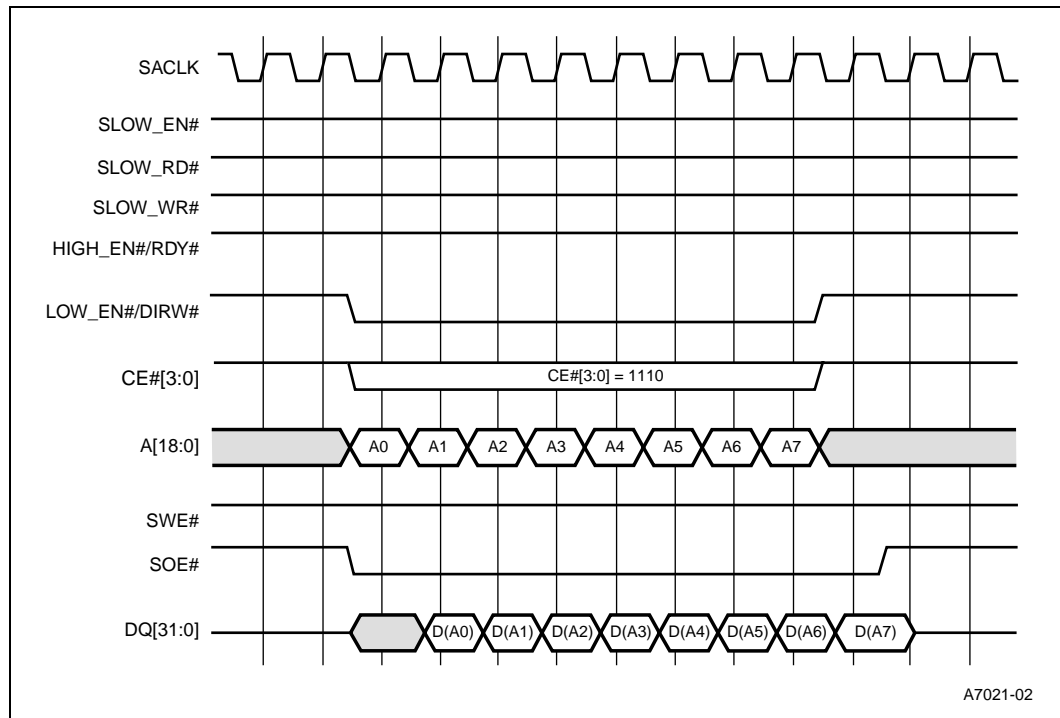 SACLK
SLOW_EN#
SLOW_RD#
SLOW_WR#
HIGH_EN#/RDY#
LOW_EN#/DIRW#
CE#[3:0]
CE#[3:0] = 1110
A[18:0]
A0 A1 A2 A3 A4 A5 A6 A7
SWE#
SOE#
DQ[31:0]
D(A0) D(A1) D(A2) D(A3) D(A4) D(A5) D(A6) D(A7)
A7021-02